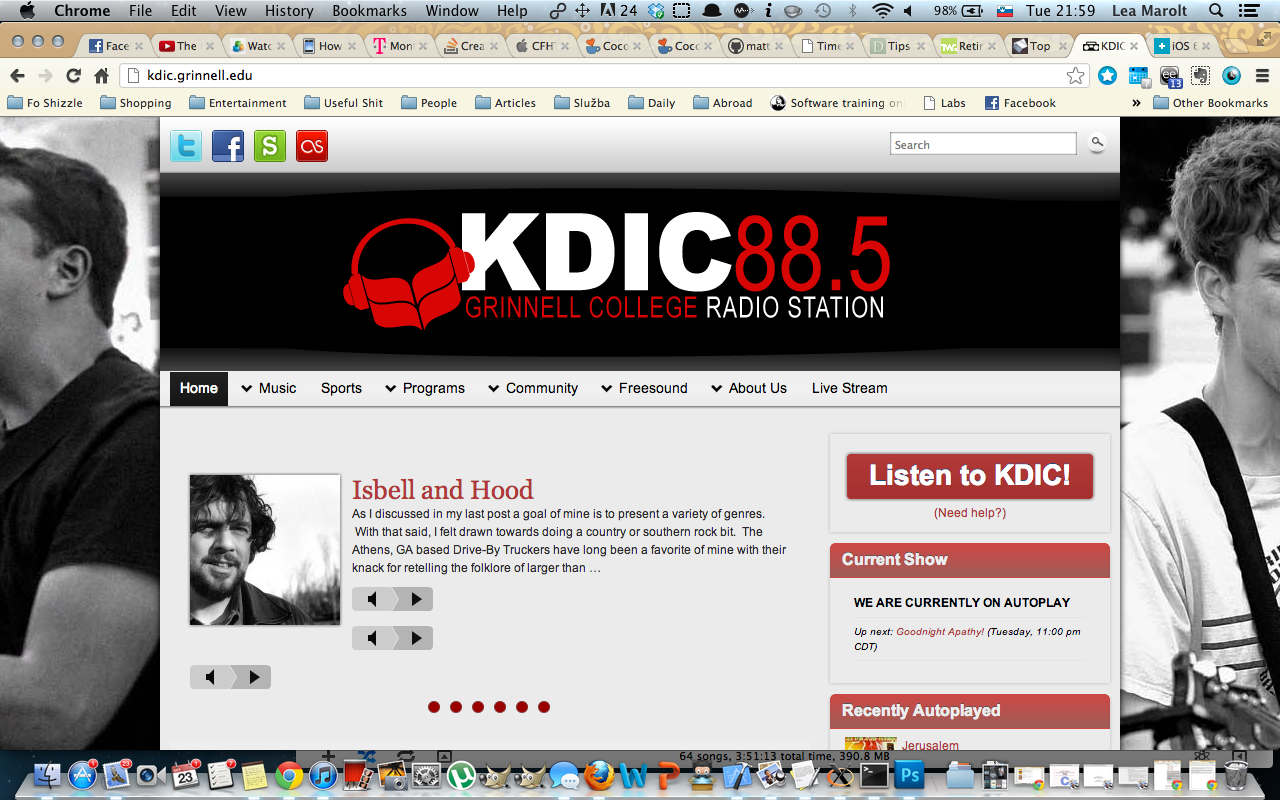 Chrome File Edit View History Bookmarks Window Help 24 98% Tue 21:59 Lea Marolt
Face The Watc How Mon Crea CFH Coco Coco matt Time Tips Retir Top KDIC iOS 6
kdic.grinnell.edu
13
Fo Shizzle Shopping Entertainment Useful Shit People Articles Služba Daily Abroad Software training onl Labs Facebook » Other Bookmarks
Search
KDIC 88.5
GRINNELL COLLEGE RADIO STATION
Home Music Sports Programs Community Freesound About Us Live Stream
Isbell and Hood
As I discussed in my last post a goal of mine is to present a variety of genres.
With that said, I felt drawn towards doing a country or southern rock bit. The
Athens, GA based Drive-By Truckers have long been a favorite of mine with their
knack for retelling the folklore of larger than …
Listen to KDIC!
(Need help?)
Current Show
WE ARE CURRENTLY ON AUTOPLAY
Up next: Goodnight Apathy! (Tuesday, 11:00 pm
CDT)
Recently Autoplayed
Jerusalem
64 songs, 3:51:13 total time, 390.8 MB